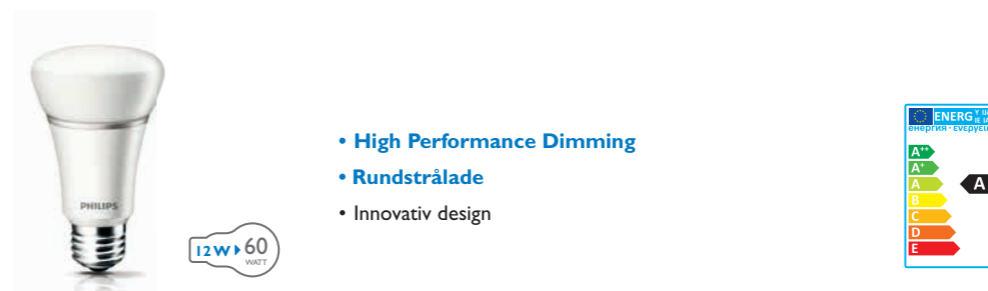 PHILIPS
12W 60
WATT
• High Performance Dimming
• Rundstrålade
• Innovativ design
ENERG
енергия · ενεργεια
A++
A+
A
A
B
C
D
E